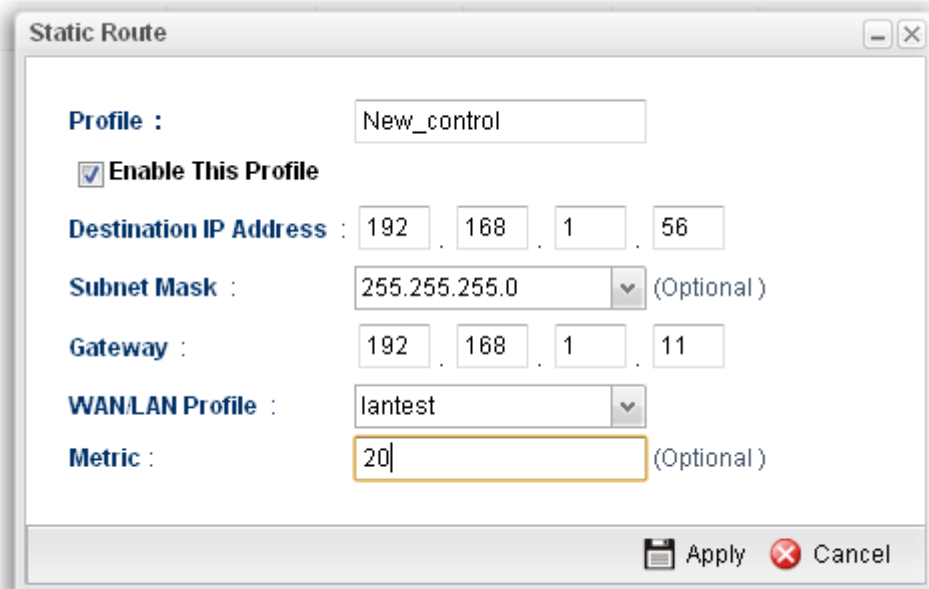 Static Route
Profile : New_control
Enable This Profile
Destination IP Address : 192 . 168 . 1 . 56
Subnet Mask : 255.255.255.0 (Optional )
Gateway : 192 . 168 . 1 . 11
WAN/LAN Profile : lantest
Metric : 20 (Optional )
Apply Cancel